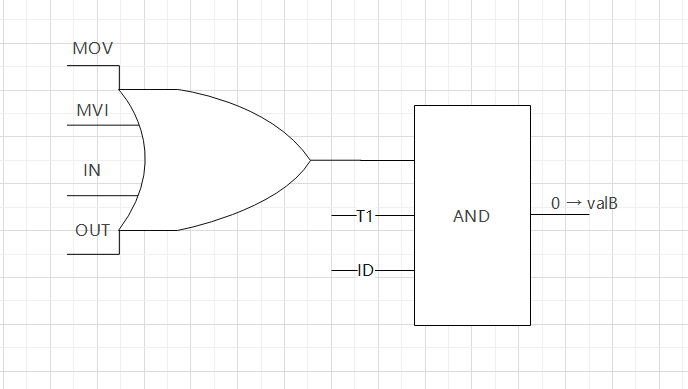 MOV
MVI
IN
OUT
T1
ID
AND
0 → valB